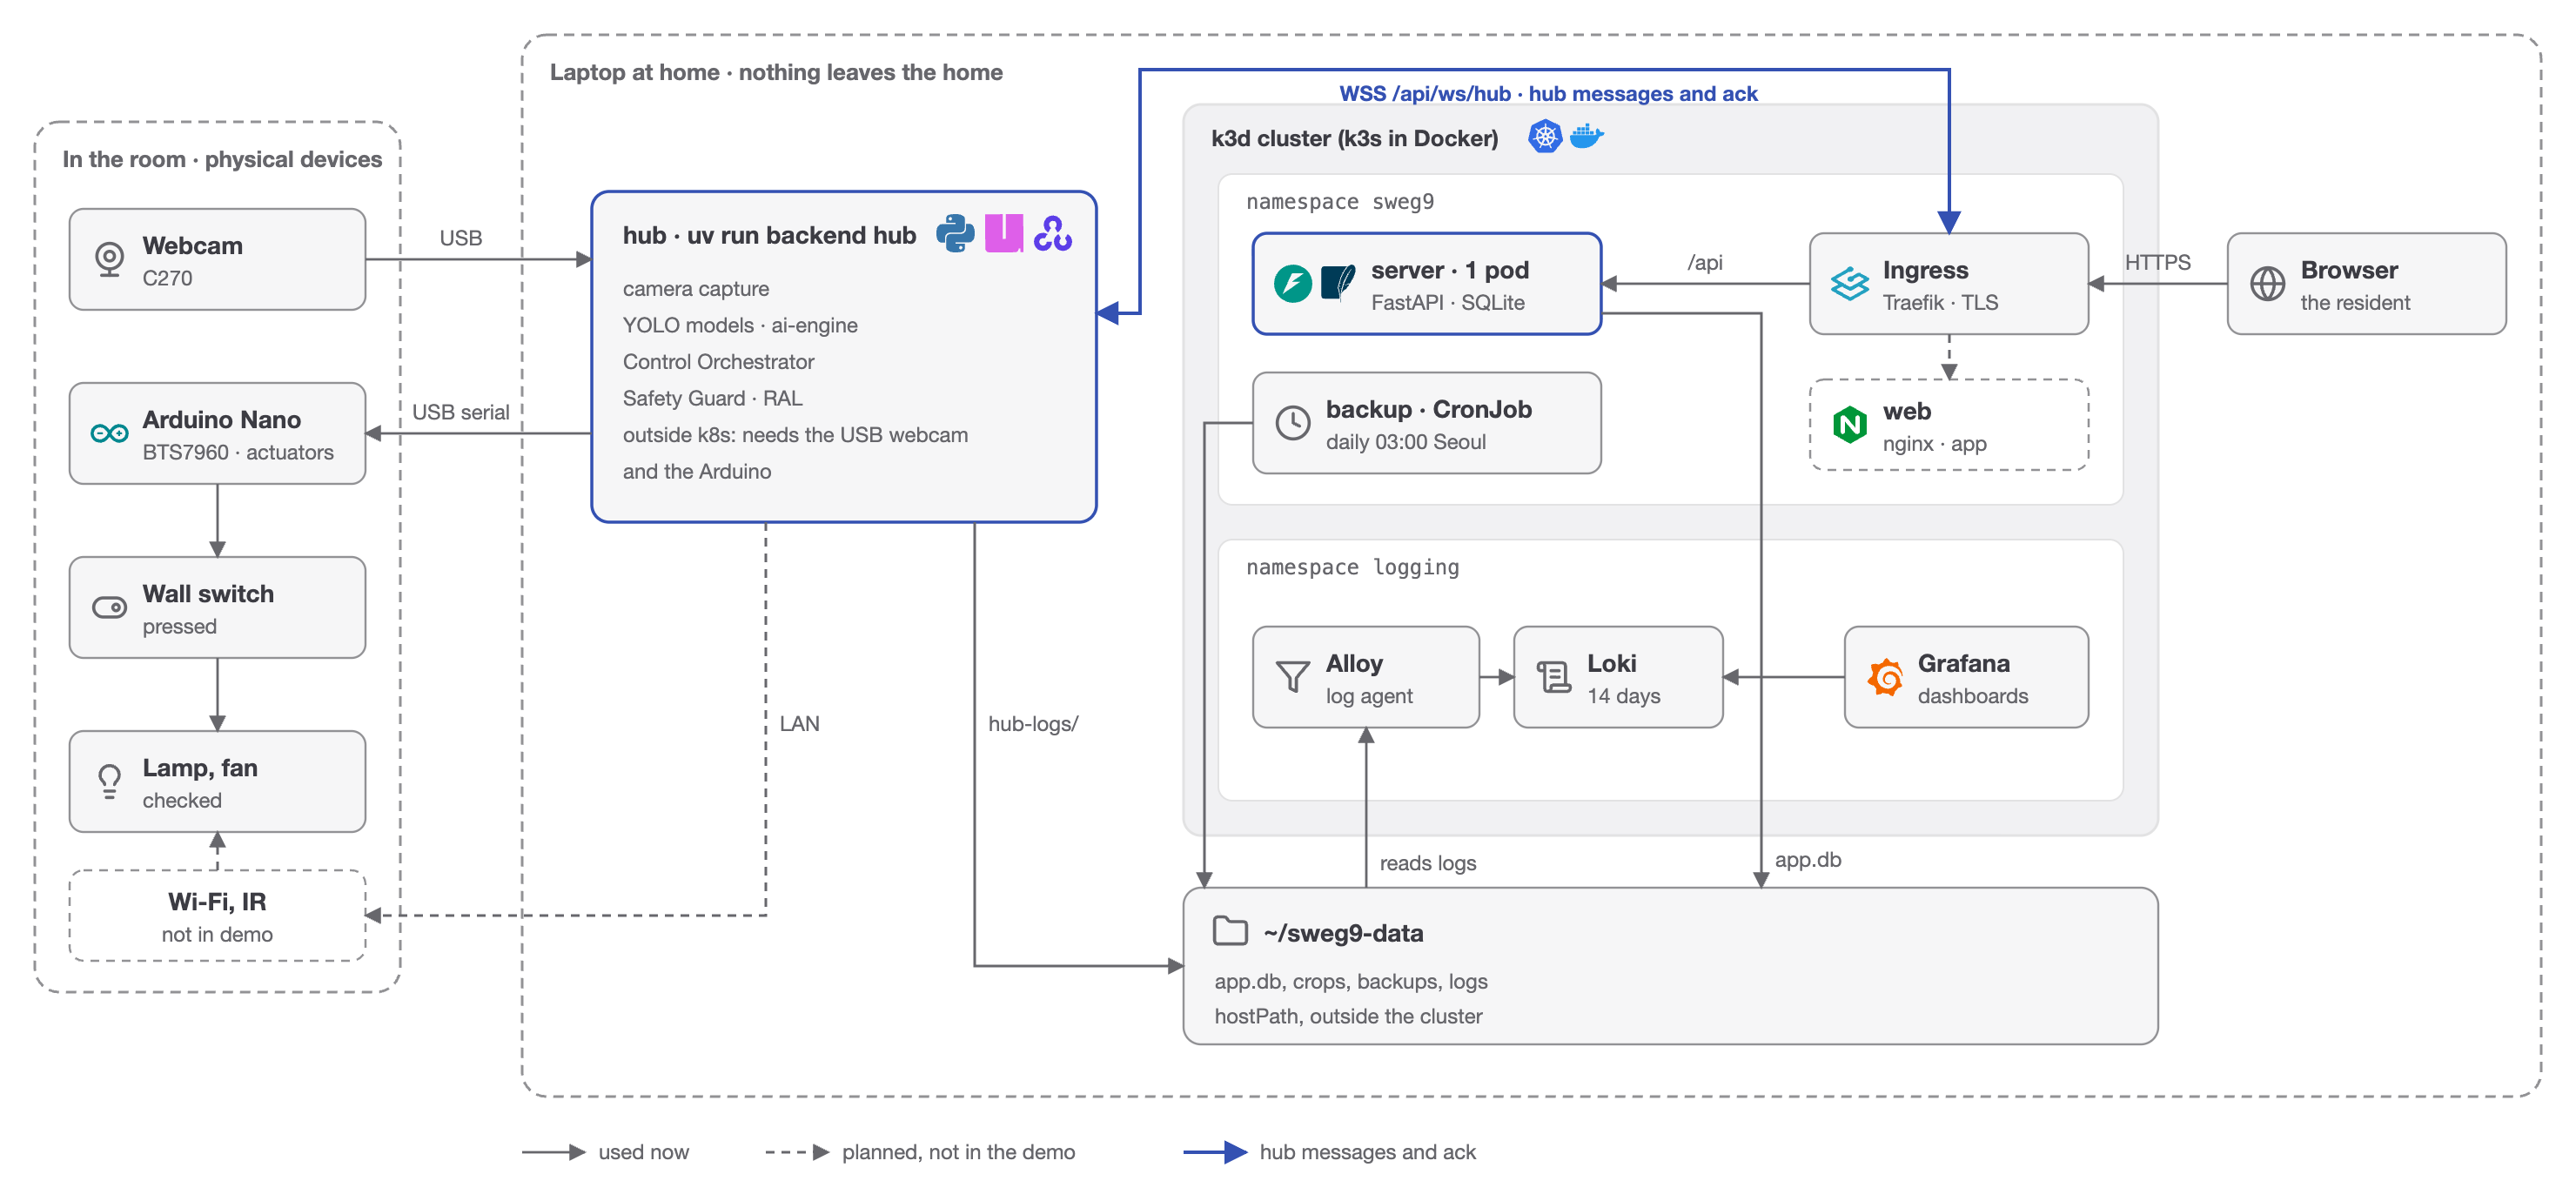 Laptop at home · nothing leaves the home
WSS /api/ws/hub · hub messages and ack
In the room · physical devices
Webcam
C270
USB
Arduino Nano
BTS7960 · actuators
USB serial
Wall switch
pressed
Lamp, fan
checked
Wi-Fi, IR
not in demo
hub · uv run backend hub
camera capture
YOLO models · ai-engine
Control Orchestrator
Safety Guard · RAL
outside k8s: needs the USB webcam
and the Arduino
LAN
hub-logs/
k3d cluster (k3s in Docker)
namespace sweg9
server · 1 pod
FastAPI · SQLite
/api
Ingress
Traefik · TLS
HTTPS
Browser
the resident
backup · CronJob
daily 03:00 Seoul
web
nginx · app
namespace logging
Alloy
log agent
Loki
14 days
Grafana
dashboards
reads logs
app.db
~/sweg9-data
app.db, crops, backups, logs
hostPath, outside the cluster
used now
planned, not in the demo
hub messages and ack